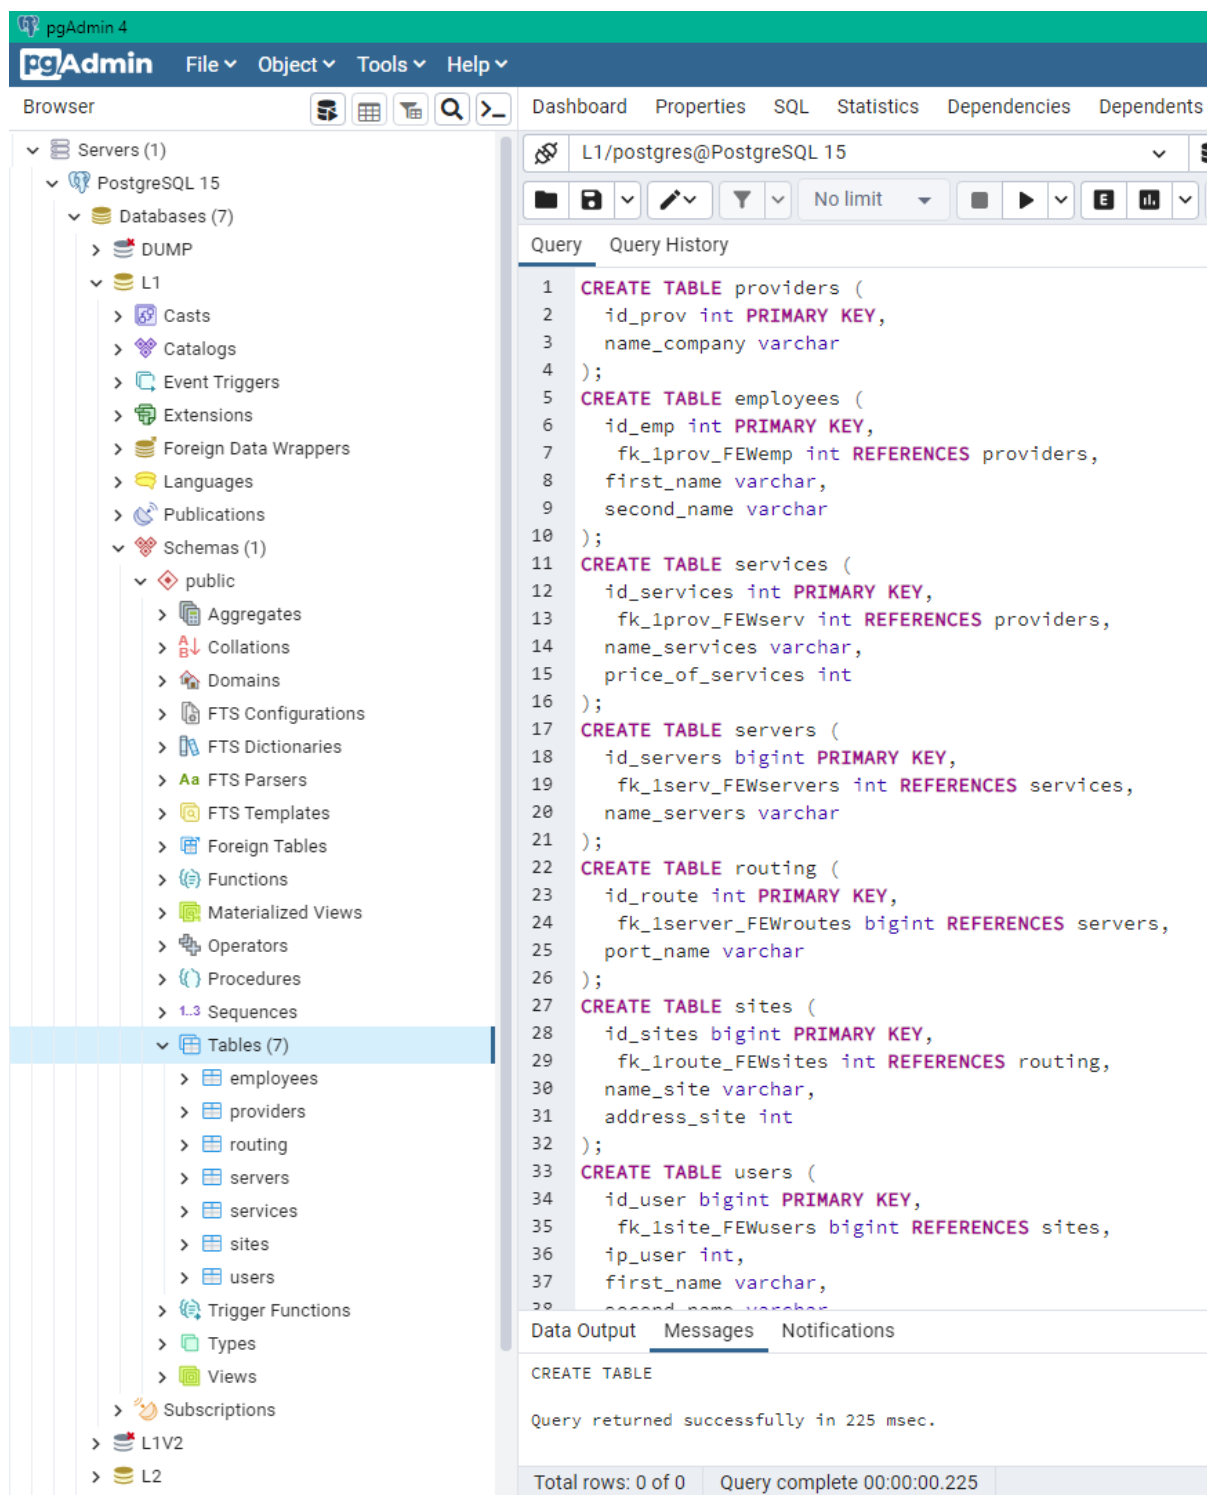 pgAdmin 4
pgAdmin File Object Tools Help
Browser
Servers (1)
PostgreSQL 15
Databases (7)
DUMP
L1
Casts
Catalogs
Event Triggers
Extensions
Foreign Data Wrappers
Languages
Publications
Schemas (1)
public
Aggregates
Collations
Domains
FTS Configurations
FTS Dictionaries
Aa FTS Parsers
FTS Templates
Foreign Tables
Functions
Materialized Views
Operators
Procedures
1..3 Sequences
Tables (7)
employees
providers
routing
servers
services
sites
users
Trigger Functions
Types
Views
Subscriptions
L1V2
L2
Dashboard Properties SQL Statistics Dependencies Dependents
L1/postgres@PostgreSQL 15
No limit
E
Query Query History
1 CREATE TABLE providers (
2 id_prov int PRIMARY KEY,
3 name_company varchar
4 );
5 CREATE TABLE employees (
6 id_emp int PRIMARY KEY,
7 fk_1prov_FEWemp int REFERENCES providers,
8 first_name varchar,
9 second_name varchar
10 );
11 CREATE TABLE services (
12 id_services int PRIMARY KEY,
13 fk_1prov_FEWserv int REFERENCES providers,
14 name_services varchar,
15 price_of_services int
16 );
17 CREATE TABLE servers (
18 id_servers bigint PRIMARY KEY,
19 fk_1serv_FEWservers int REFERENCES services,
20 name_servers varchar
21 );
22 CREATE TABLE routing (
23 id_route int PRIMARY KEY,
24 fk_1server_FEWroutes bigint REFERENCES servers,
25 port_name varchar
26 );
27 CREATE TABLE sites (
28 id_sites bigint PRIMARY KEY,
29 fk_1route_FEWsites int REFERENCES routing,
30 name_site varchar,
31 address_site int
32 );
33 CREATE TABLE users (
34 id_user bigint PRIMARY KEY,
35 fk_1site_FEWusers bigint REFERENCES sites,
36 ip_user int,
37 first_name varchar,
38 second_name varchar
Data Output Messages Notifications
CREATE TABLE
Query returned successfully in 225 msec.
Total rows: 0 of 0 Query complete 00:00:00.225